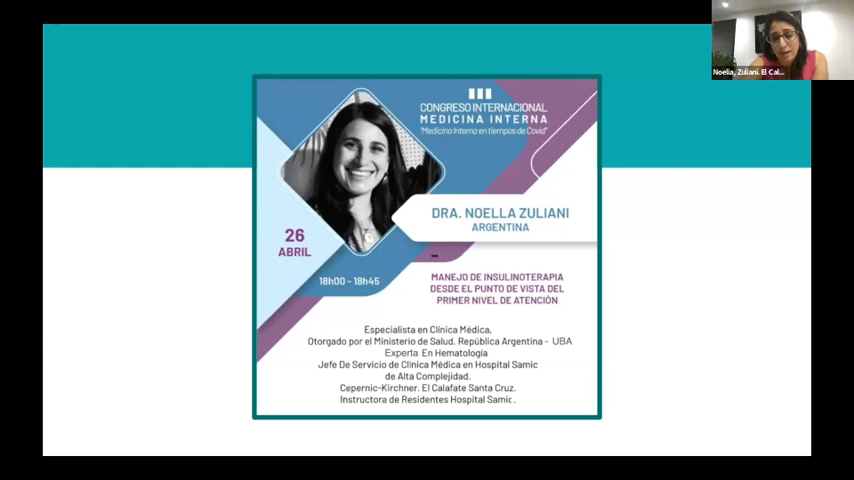 Noelia, Zuliani. El Cal...
III
CONGRESO INTERNACIONAL
MEDICINA INTERNA
"Medicina Interna en tiempos de Covid"
DRA. NOELLA ZULIANI
ARGENTINA
26
ABRIL
18h00 - 18h45
MANEJO DE INSULINOTERAPIA
DESDE EL PUNTO DE VISTA DEL
PRIMER NIVEL DE ATENCIÓN
Especialista en Clínica Médica,
Otorgado por el Ministerio de Salud. República Argentina - UBA
Experta En Hematología
Jefe De Servicio de Clínica Médica en Hospital Samic
de Alta Complejidad.
Cepernic-Kirchner. El Calafate Santa Cruz.
Instructora de Residentes Hospital Samic.